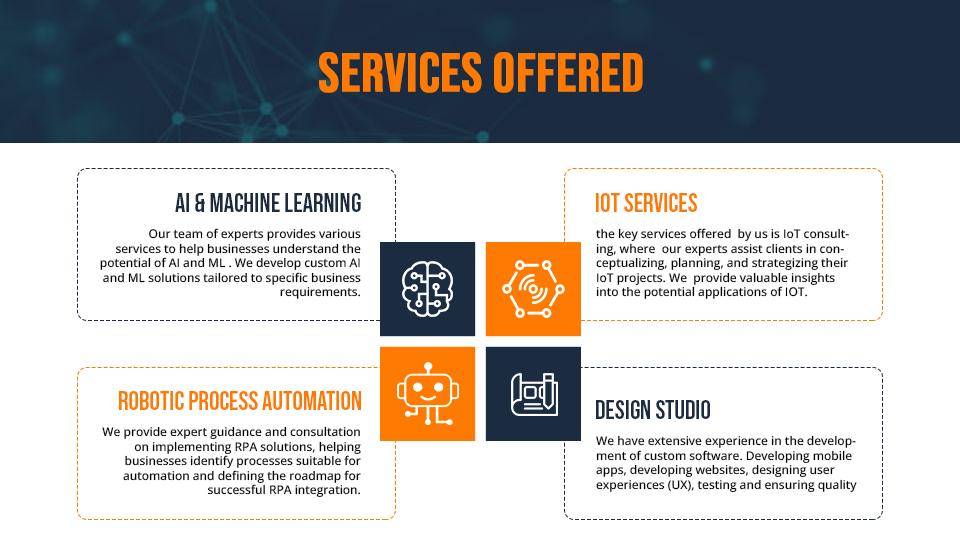 SERVICES OFFERED
AI & MACHINE LEARNING
Our team of experts provides various
services to help businesses understand the
potential of AI and ML . We develop custom AI
and ML solutions tailored to specific business
requirements.
IOT SERVICES
the key services offered  by us is IoT consult-
ing, where  our experts assist clients in con-
ceptualizing, planning, and strategizing their
IoT projects. We  provide valuable insights
into the potential applications of IOT.
ROBOTIC PROCESS AUTOMATION
We provide expert guidance and consultation
on implementing RPA solutions, helping
businesses identify processes suitable for
automation and defining the roadmap for
successful RPA integration.
DESIGN STUDIO
We have extensive experience in the develop-
ment of custom software. Developing mobile
apps, developing websites, designing user
experiences (UX), testing and ensuring quality